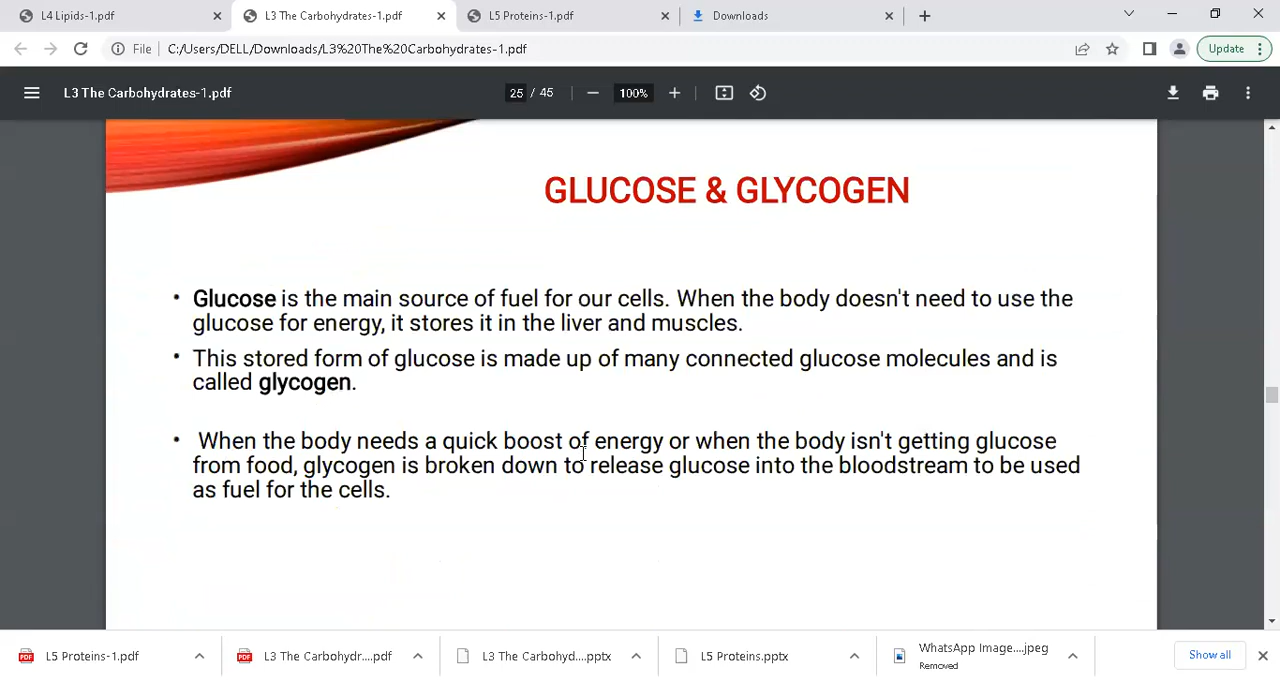 L4 Lipids-1.pdf
L3 The Carbohydrates-1.pdf
L5 Proteins-1.pdf
Downloads
File
C:/Users/DELL/Downloads/L3%20The%20Carbohydrates-1.pdf
Update
L3 The Carbohydrates-1.pdf
25 / 45
100%
GLUCOSE & GLYCOGEN
• Glucose is the main source of fuel for our cells. When the body doesn't need to use the
glucose for energy, it stores it in the liver and muscles.
• This stored form of glucose is made up of many connected glucose molecules and is
called glycogen.
• When the body needs a quick boost of energy or when the body isn't getting glucose
from food, glycogen is broken down to release glucose into the bloodstream to be used
as fuel for the cells.
L5 Proteins-1.pdf
L3 The Carbohydr....pdf
L3 The Carbohyd....pptx
L5 Proteins.pptx
WhatsApp Image....jpeg
Removed
Show all